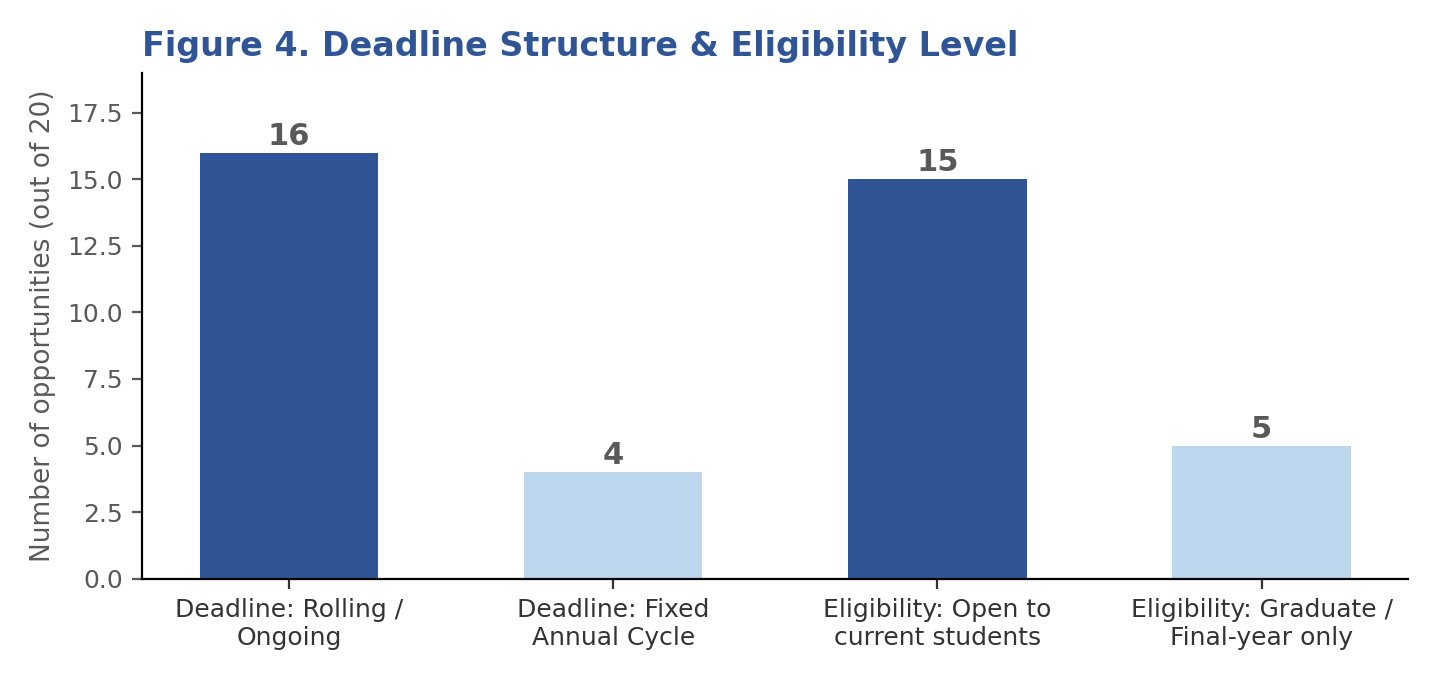 Figure 4. Deadline Structure & Eligibility Level
Number of opportunities (out of 20)
17.5
15.0
12.5
10.0
7.5
5.0
2.5
0.0
16
4
15
5
Deadline: Rolling /
Ongoing
Deadline: Fixed
Annual Cycle
Eligibility: Open to
current students
Eligibility: Graduate /
Final-year only